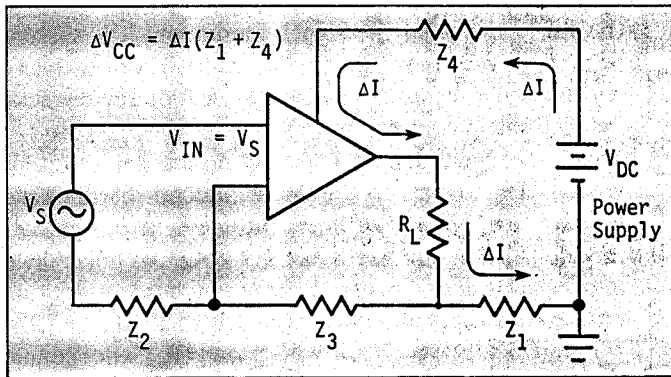 ΔV_CC = ΔI(Z_1 + Z_4)
Z_4
ΔI
ΔI
V_IN = V_S
V_DC
V_S
R_L
Power
Supply
ΔI
Z_2
Z_3
Z_1